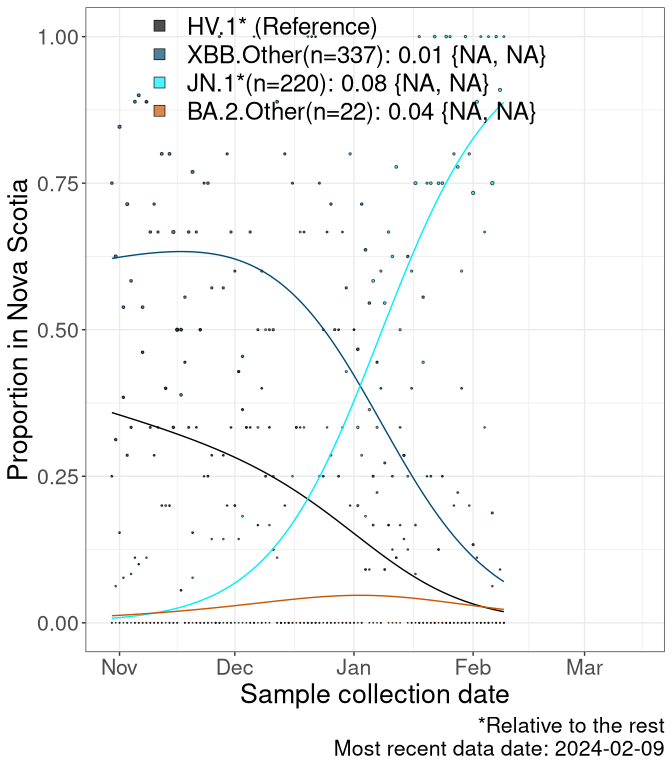 HV.1* (Reference)
XBB.Other(n=337): 0.01 {NA, NA}
JN.1*(n=220): 0.08 {NA, NA}
BA.2.Other(n=22): 0.04 {NA, NA}
1.00
0.75
0.50
0.25
0.00
Proportion in Nova Scotia
Nov Dec Jan Feb Mar
Sample collection date
*Relative to the rest
Most recent data date: 2024-02-09